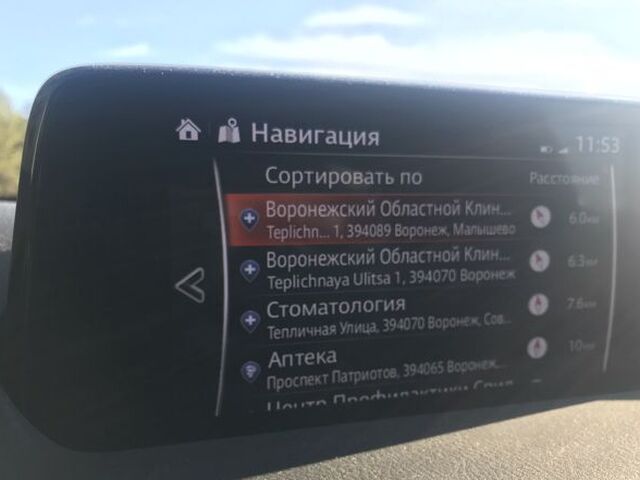 Навигация 11:53
Сортировать по Расстояние
Воронежский Областной Клин... 6.0км
Teplichn... 1, 394089 Воронеж, Малышево
Воронежский Областной Клин... 6.3км
Teplichnaya Ulitsa 1, 394070 Воронеж
Стоматология 7.6км
Тепличная Улица, 394070 Воронеж, Сов...
Аптека 10км
Проспект Патриотов, 394065 Воронеж,...
Центр Профилактики